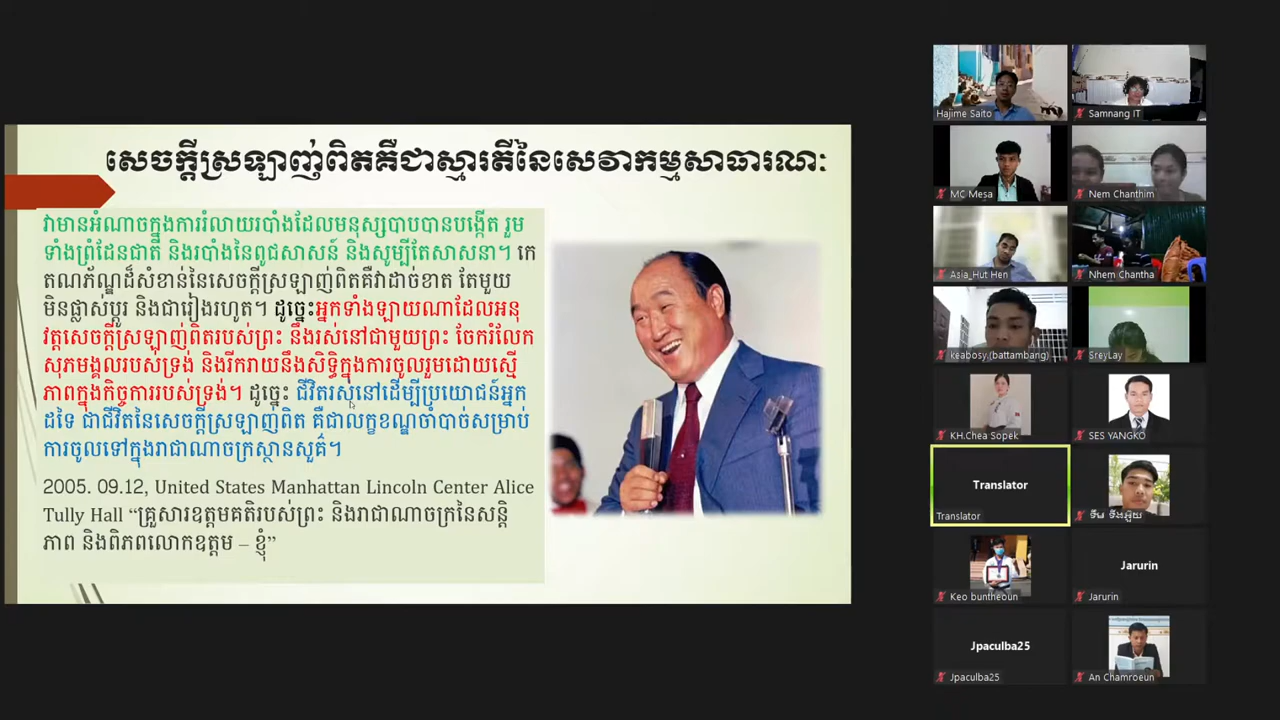 សេចក្ដីស្រឡាញ់ពិតគឺជាស្មារតីនៃសេវាកម្មសាធារណៈ
វាមានអំណាចក្នុងការរំលាយរបាំងដែលមនុស្សបាបបានបង្កើត រួម
ទាំងព្រំដែនជាតិ និងរបាំងនៃពូជសាសន៍ និងសូម្បីតែសាសនា។ កេ
តណភ័ណ្ឌដ៏សំខាន់នៃសេចក្ដីស្រឡាញ់ពិតគឺវាដាច់ខាត តែមួយ
មិនផ្លាស់ប្ដូរ និងជារៀងរហូត។ ដូច្នេះអ្នកទាំងឡាយណាដែលអនុ
វត្តសេចក្ដីស្រឡាញ់ពិតរបស់ព្រះ នឹងរស់នៅជាមួយព្រះ ចែករំលែក
សុភមង្គលរបស់ទ្រង់ និងរីករាយនឹងសិទ្ធិក្នុងការចូលរួមដោយស្មើ
ភាពក្នុងកិច្ចការរបស់ទ្រង់។ ដូច្នេះ ជីវិតរស់នៅដើម្បីប្រយោជន៍អ្នក
ដទៃ ជាជីវិតនៃសេចក្ដីស្រឡាញ់ពិត គឺជាលក្ខខណ្ឌចាំបាច់សម្រាប់
ការចូលទៅក្នុងរាជាណាចក្រស្ថានសួគ៌។
2005. 09.12, United States Manhattan Lincoln Center Alice
Tully Hall “គ្រួសារឧត្តមគតិរបស់ព្រះ និងរាជាណាចក្រនៃសន្តិ
ភាព និងពិភពលោកឧត្តម – ខ្ញុំ”
Hajime Saito
Samnang IT
MC Mesa
Nem Chanthim
Asia_Hut Hen
Nhem Chantha
keabosy.(battambang)
SreyLay
KH.Chea Sopek
SES YANGKO
Translator
Translator
ទឹម ទីងអួយ
Keo buntheoun
Jarurin
Jarurin
Jpaculba25
Jpaculba25
An Chamroeun